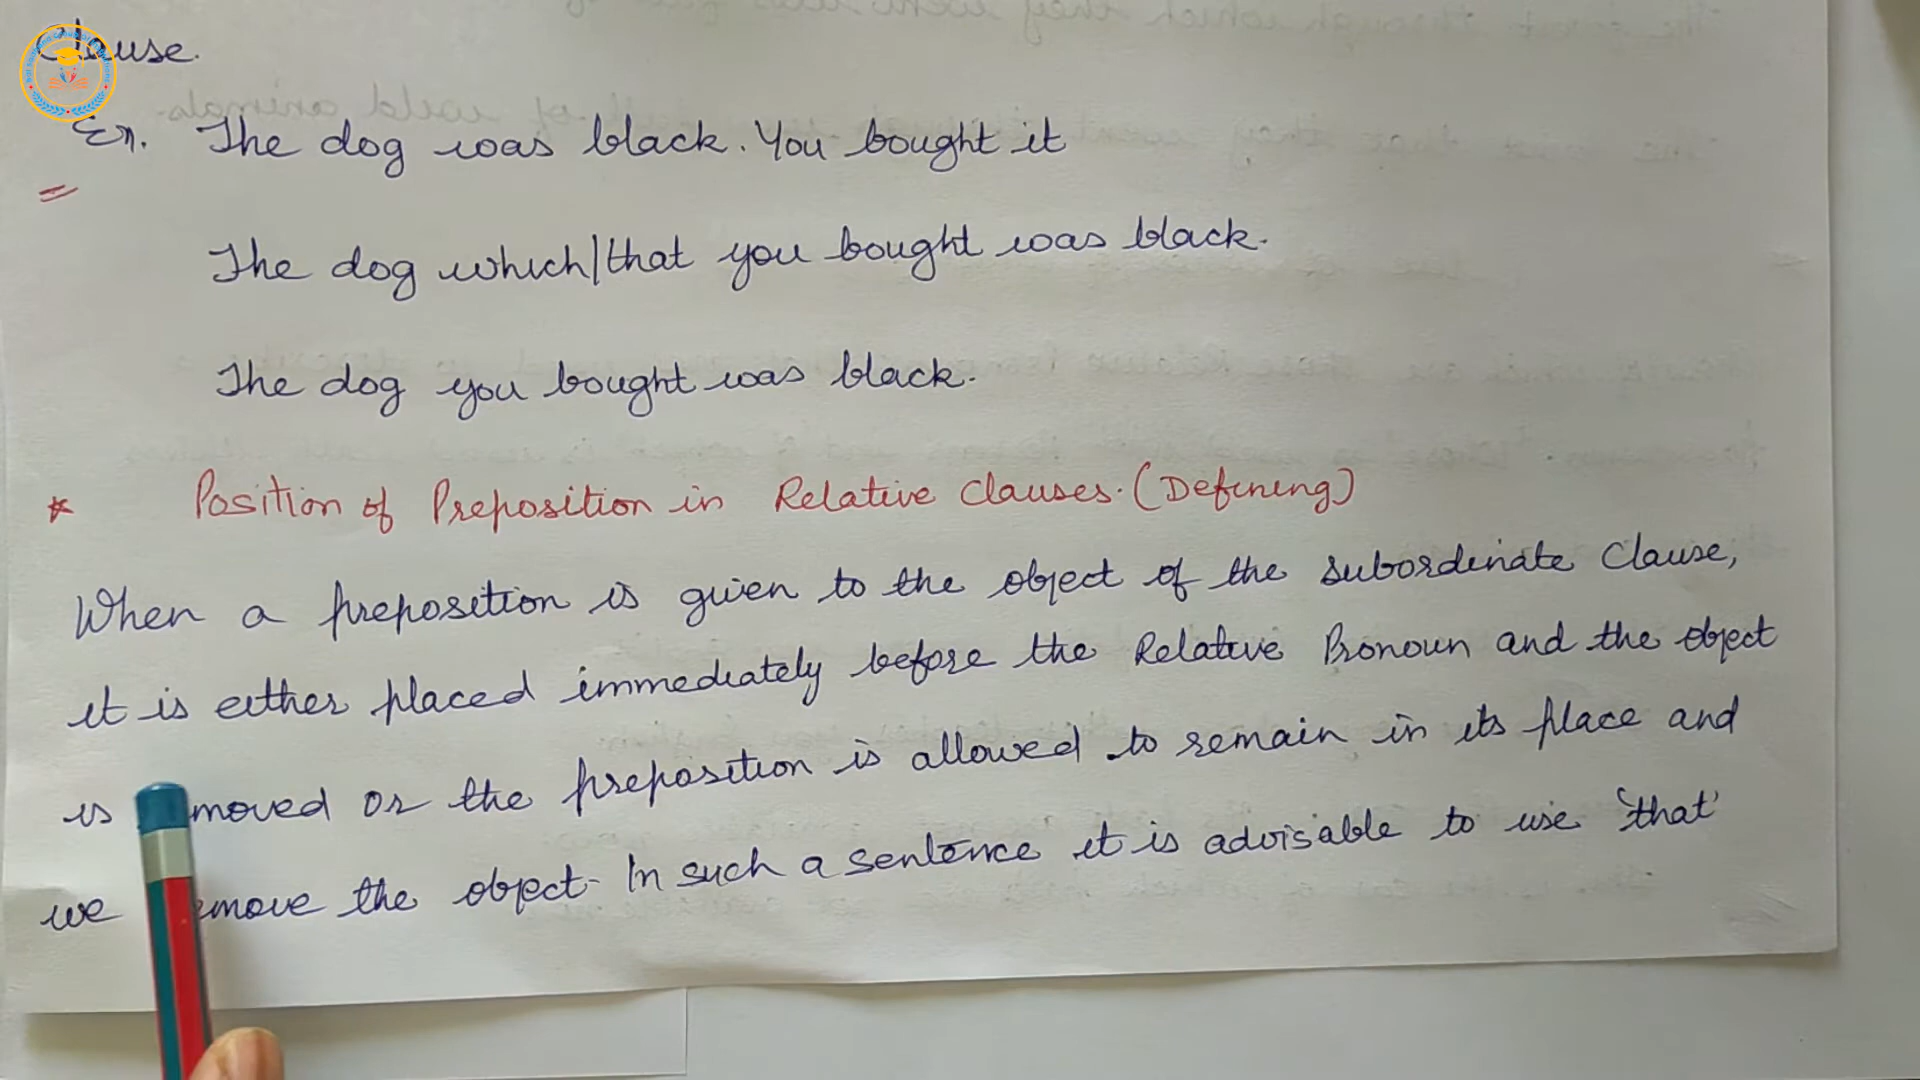 Clause.
Ex. The dog was black. You bought it
The dog which/that you bought was black.
The dog you bought was black.
* Position of Preposition in Relative Clauses. (Defining)
When a preposition is given to the object of the subordinate Clause,
it is either placed immediately before the Relative Pronoun and the object
is removed or the preposition is allowed to remain in its place and
we remove the object. In such a sentence it is advisable to use 'that'